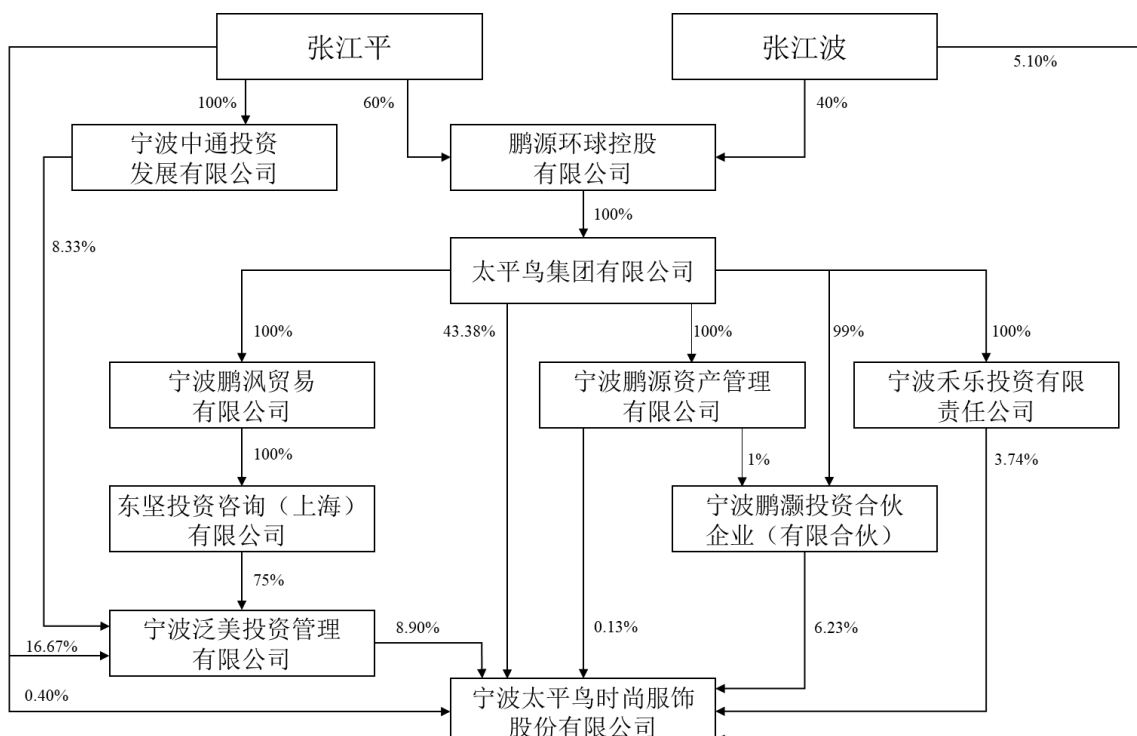 张江平
张江波
5.10%
100%
60%
40%
宁波中通投资
发展有限公司
鹏源环球控股
有限公司
100%
8.33%
太平鸟集团有限公司
100%
43.38%
100%
99%
100%
宁波鹏沨贸易
有限公司
宁波鹏源资产管理
有限公司
宁波禾乐投资有限
责任公司
100%
1%
3.74%
东坚投资咨询（上海）
有限公司
宁波鹏灏投资合伙
企业（有限合伙）
75%
宁波泛美投资管理
有限公司
8.90%
0.13%
6.23%
16.67%
0.40%
宁波太平鸟时尚服饰
股份有限公司